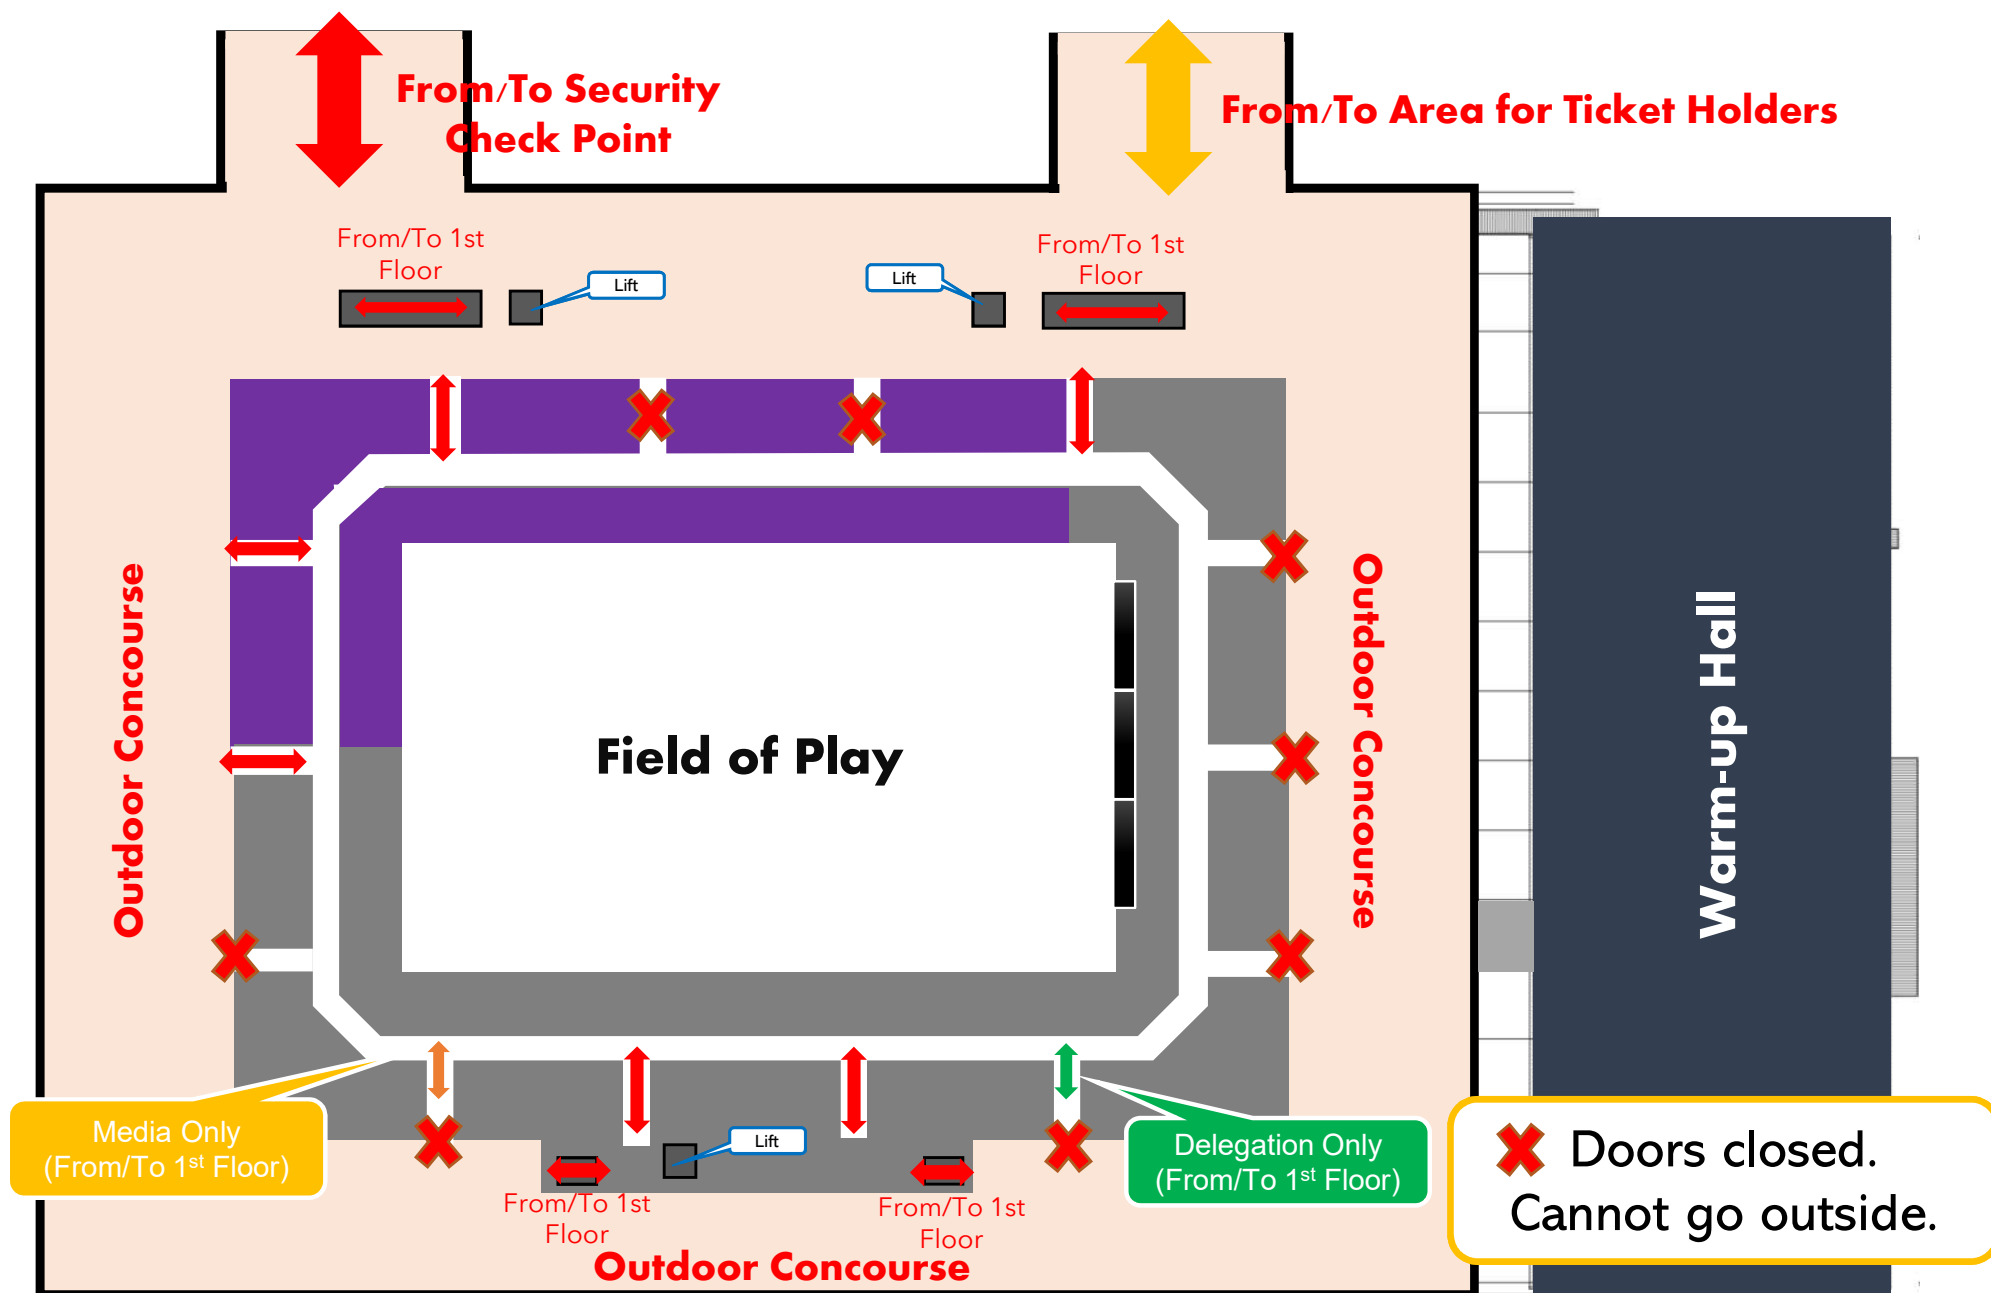 From/To Security
Check Point
From/To Area for Ticket Holders
From/To 1st
Floor
Lift
Lift
From/To 1st
Floor
Outdoor Concourse
Field of Play
Outdoor Concourse
Warm-up Hall
Media Only
(From/To 1st Floor)
Lift
Delegation Only
(From/To 1st Floor)
From/To 1st
Floor
From/To 1st
Floor
Outdoor Concourse
Doors closed.
Cannot go outside.